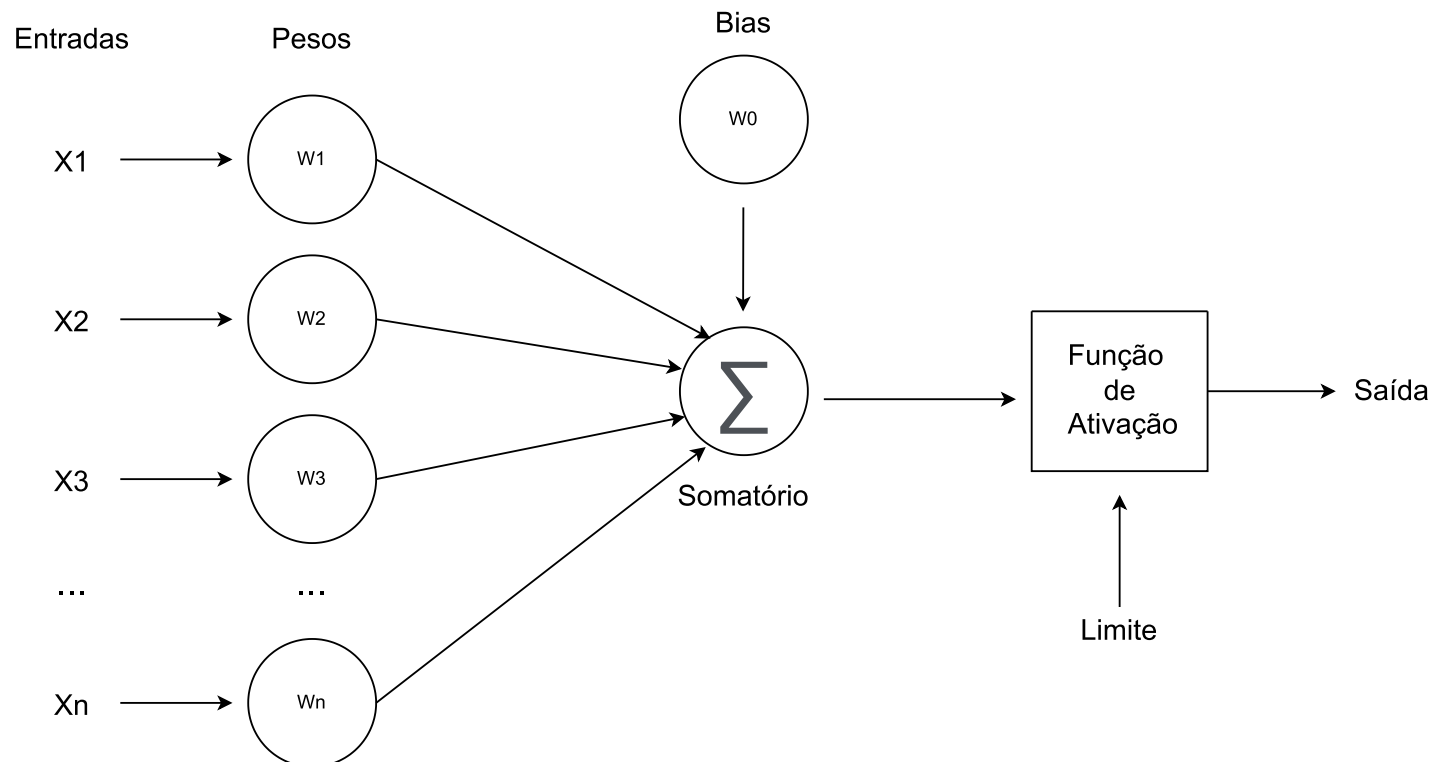 Entradas
Pesos
Bias
X1
W1
W0
X2
W2
Σ
Função
de
Ativação
Saída
X3
W3
Somatório
...
...
Limite
Xn
Wn